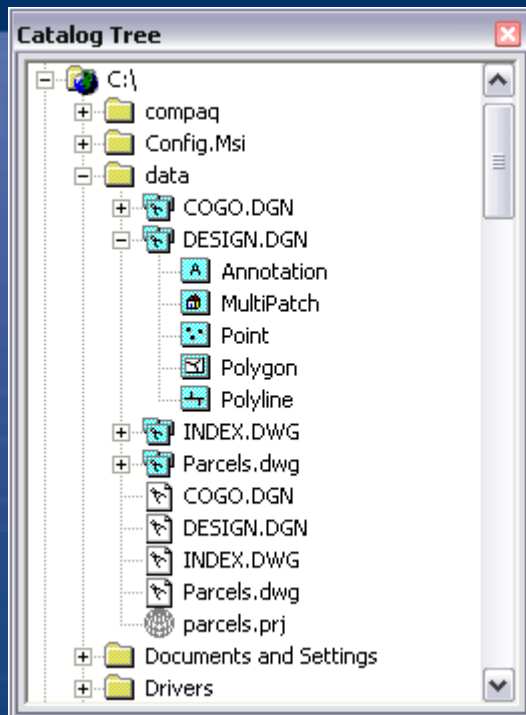 Catalog Tree
C:\
compaq
Config.Msi
data
COGO.DGN
DESIGN.DGN
Annotation
MultiPatch
Point
Polygon
Polyline
INDEX.DWG
Parcels.dwg
COGO.DGN
DESIGN.DGN
INDEX.DWG
Parcels.dwg
parcels.prj
Documents and Settings
Drivers